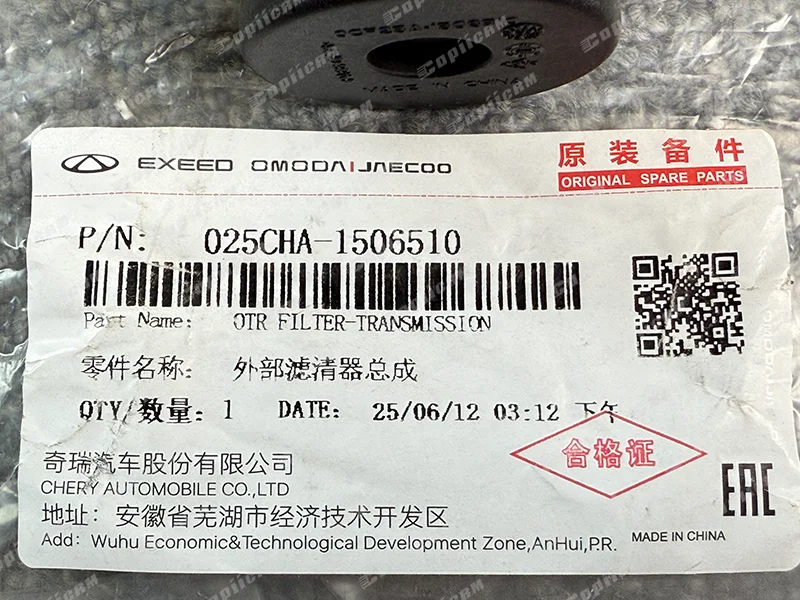 EXEED OMODA|JAECOO
原装备件
ORIGINAL SPARE PARTS
P/N: 025CHA-1506510
Part Name: OTR FILTER-TRANSMISSION
零件名称: 外部滤清器总成
QTY/数量: 1 DATE: 25/06/12 03:12 下午
合格证
奇瑞汽车股份有限公司
CHERY AUTOMOBILE CO.,LTD
地址：安徽省芜湖市经济技术开发区
Add: Wuhu Economic&Technological Development Zone,AnHui,P.R.
MADE IN CHINA
EAC
CopiiCAM